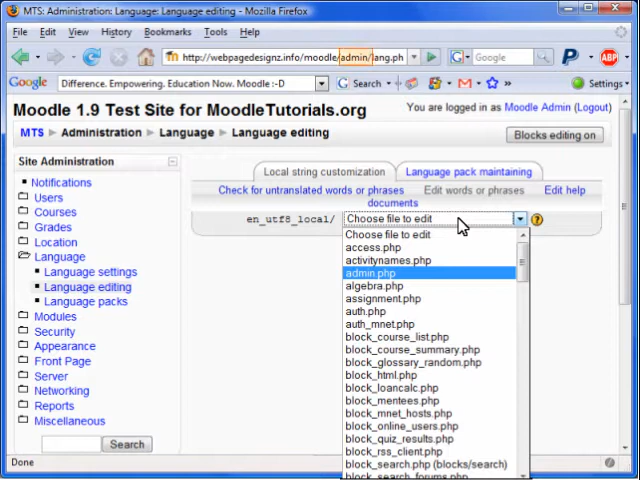 MTS: Administration: Language: Language editing - Mozilla Firefox
File Edit View History Bookmarks Tools Help
http://webpagedesignz.info/moodle/admin/lang.ph
Google
P
ABP
Google Difference. Empowering. Education Now. Moodle :-D Search Settings
Moodle 1.9 Test Site for MoodleTutorials.org
You are logged in as Moodle Admin (Logout)
MTS ► Administration ► Language ► Language editing
Blocks editing on
Site Administration
Notifications
Users
Courses
Grades
Location
Language
Language settings
Language editing
Language packs
Modules
Security
Appearance
Front Page
Server
Networking
Reports
Miscellaneous
Search
Local string customization
Language pack maintaining
Check for untranslated words or phrases Edit words or phrases Edit help
documents
en_utf8_local/ Choose file to edit
Choose file to edit
access.php
activitynames.php
admin.php
algebra.php
assignment.php
auth.php
auth_mnet.php
block_course_list.php
block_course_summary.php
block_glossary_random.php
block_html.php
block_loancalc.php
block_mentees.php
block_mnet_hosts.php
block_online_users.php
block_quiz_results.php
block_rss_client.php
block_search.php (blocks/search)
block_search_forums.php
Done